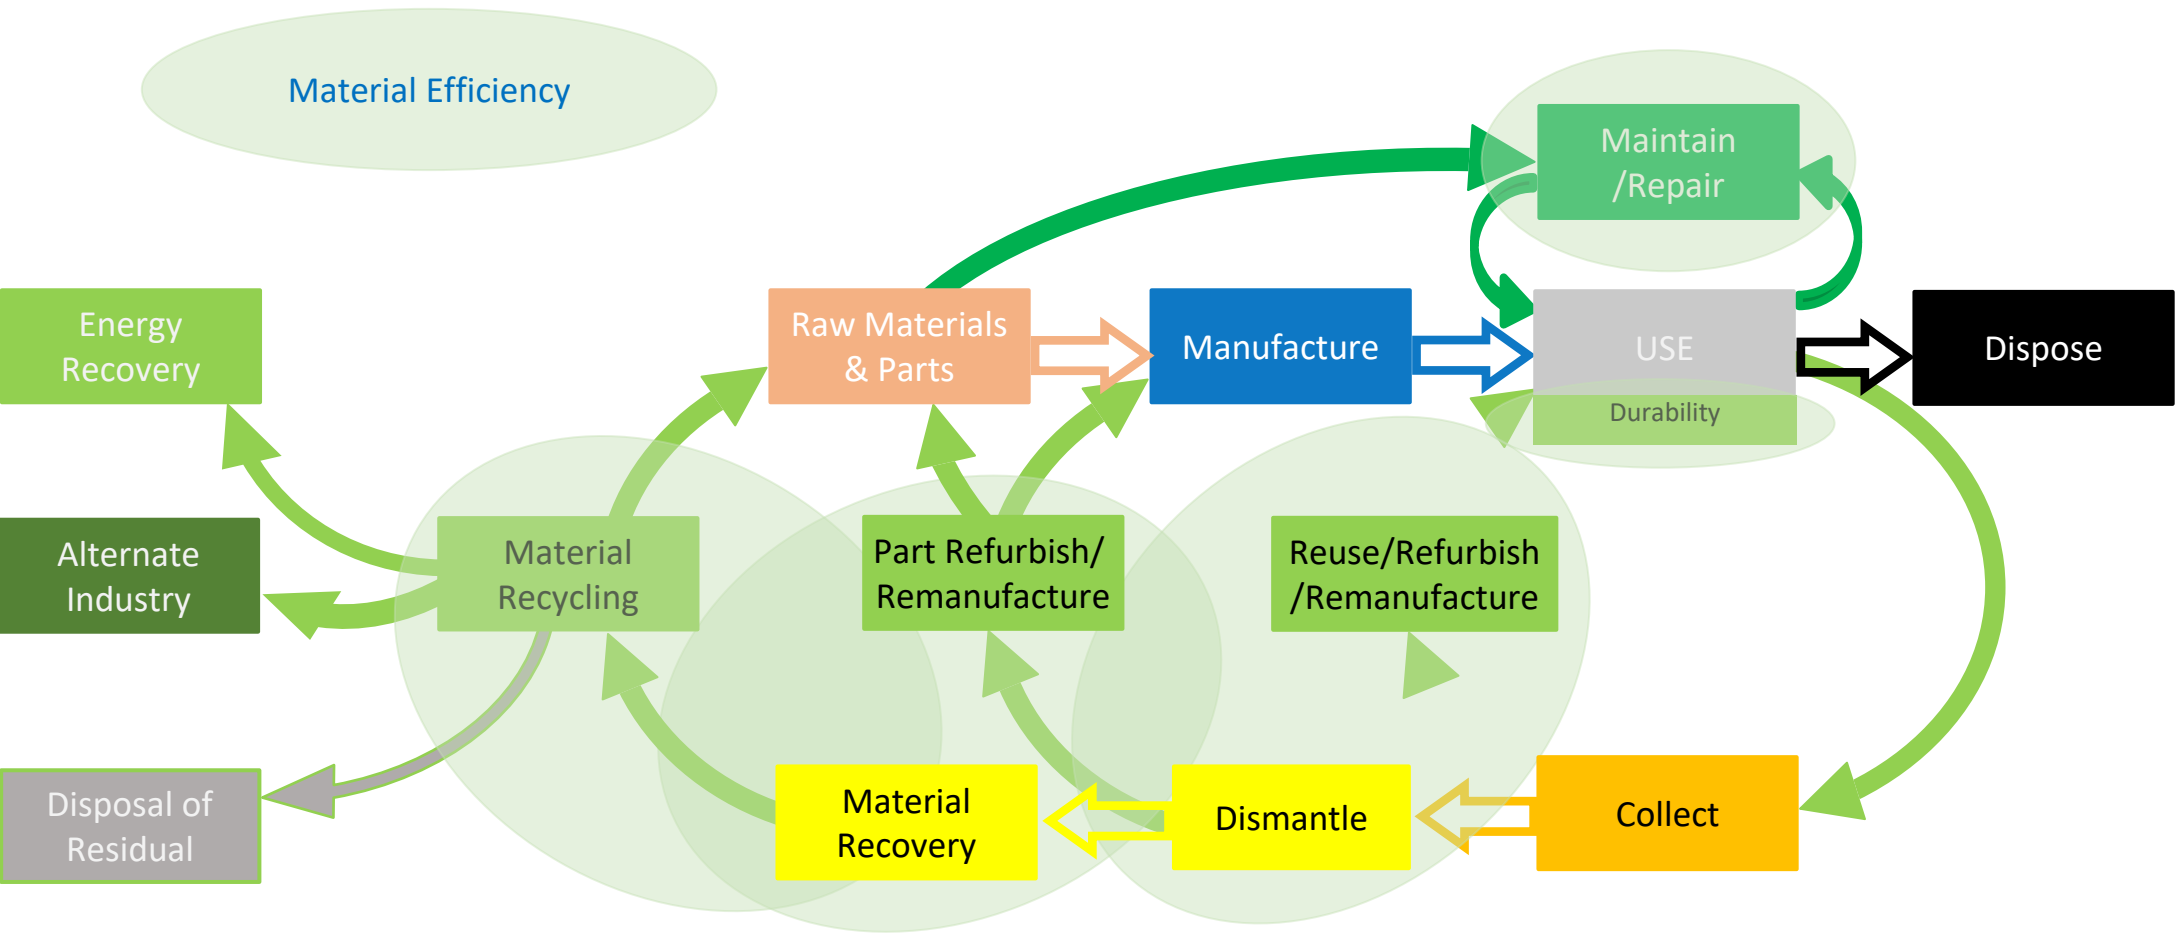 Material Efficiency
Maintain
/Repair
Energy
Recovery
Raw Materials
& Parts
Manufacture
USE
Dispose
Durability
Alternate
Industry
Material
Recycling
Part Refurbish/
Remanufacture
Reuse/Refurbish
/Remanufacture
Disposal of
Residual
Material
Recovery
Dismantle
Collect